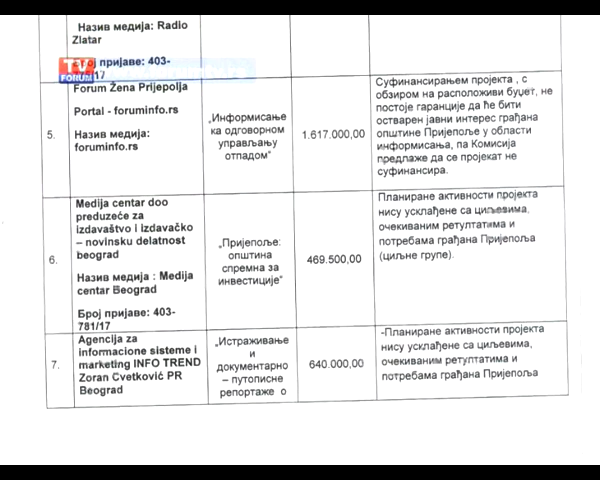 Назив медија: Radio
Zlatar
Број пријаве: 403-
/17
TV
FORUM
5.
Forum Žena Prijepolja
Portal - foruminfo.rs
Назив медија:
foruminfo.rs
„Информисање
ка одговорном
управљању
отпадом"
1.617.000,00
Суфинансирањем пројекта , с
обзиром на расположиви буџет, не
постоје гаранције да ће бити
остварен јавни интерес грађана
општине Пријепоље у области
информисања, па Комисија
предлаже да се пројекат не
суфинансира.
6.
Medija centar doo
preduzeće za
izdavaštvo i izdavačko
– novinsku delatnost
beograd
Назив медија : Medija
centar Beograd
Број пријаве: 403-
781/17
„Пријепоље:
општина
спремна за
инвестиције"
469.500,00
Планиране активности пројекта
нису усклађене са циљевима,
очекиваним ретултатима и
потребама грађана Пријепоља
(циљне групе).
7.
Agencija za
informacione sisteme i
marketing INFO TREND
Zoran Cvetković PR
Beograd
„Истраживање
и
документарно
– путописне
репортаже о
640.000,00
-Планиране активности пројекта
нису усклађене са циљевима,
очекиваним ретултатима и
потребама грађана Пријепоља